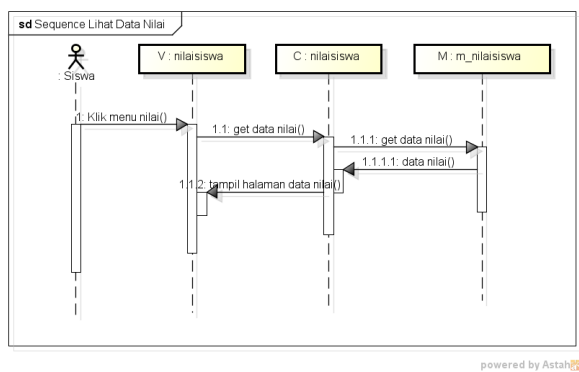 sd Sequence Lihat Data Nilai
: Siswa
V : nilaisiswa
C : nilaisiswa
M : m_nilaisiswa
1: Klik menu nilai()
1.1: get data nilai()
1.1.1: get data nilai()
1.1.1.1: data nilai()
1.1.2: tampil halaman data nilai()
powered by Astah